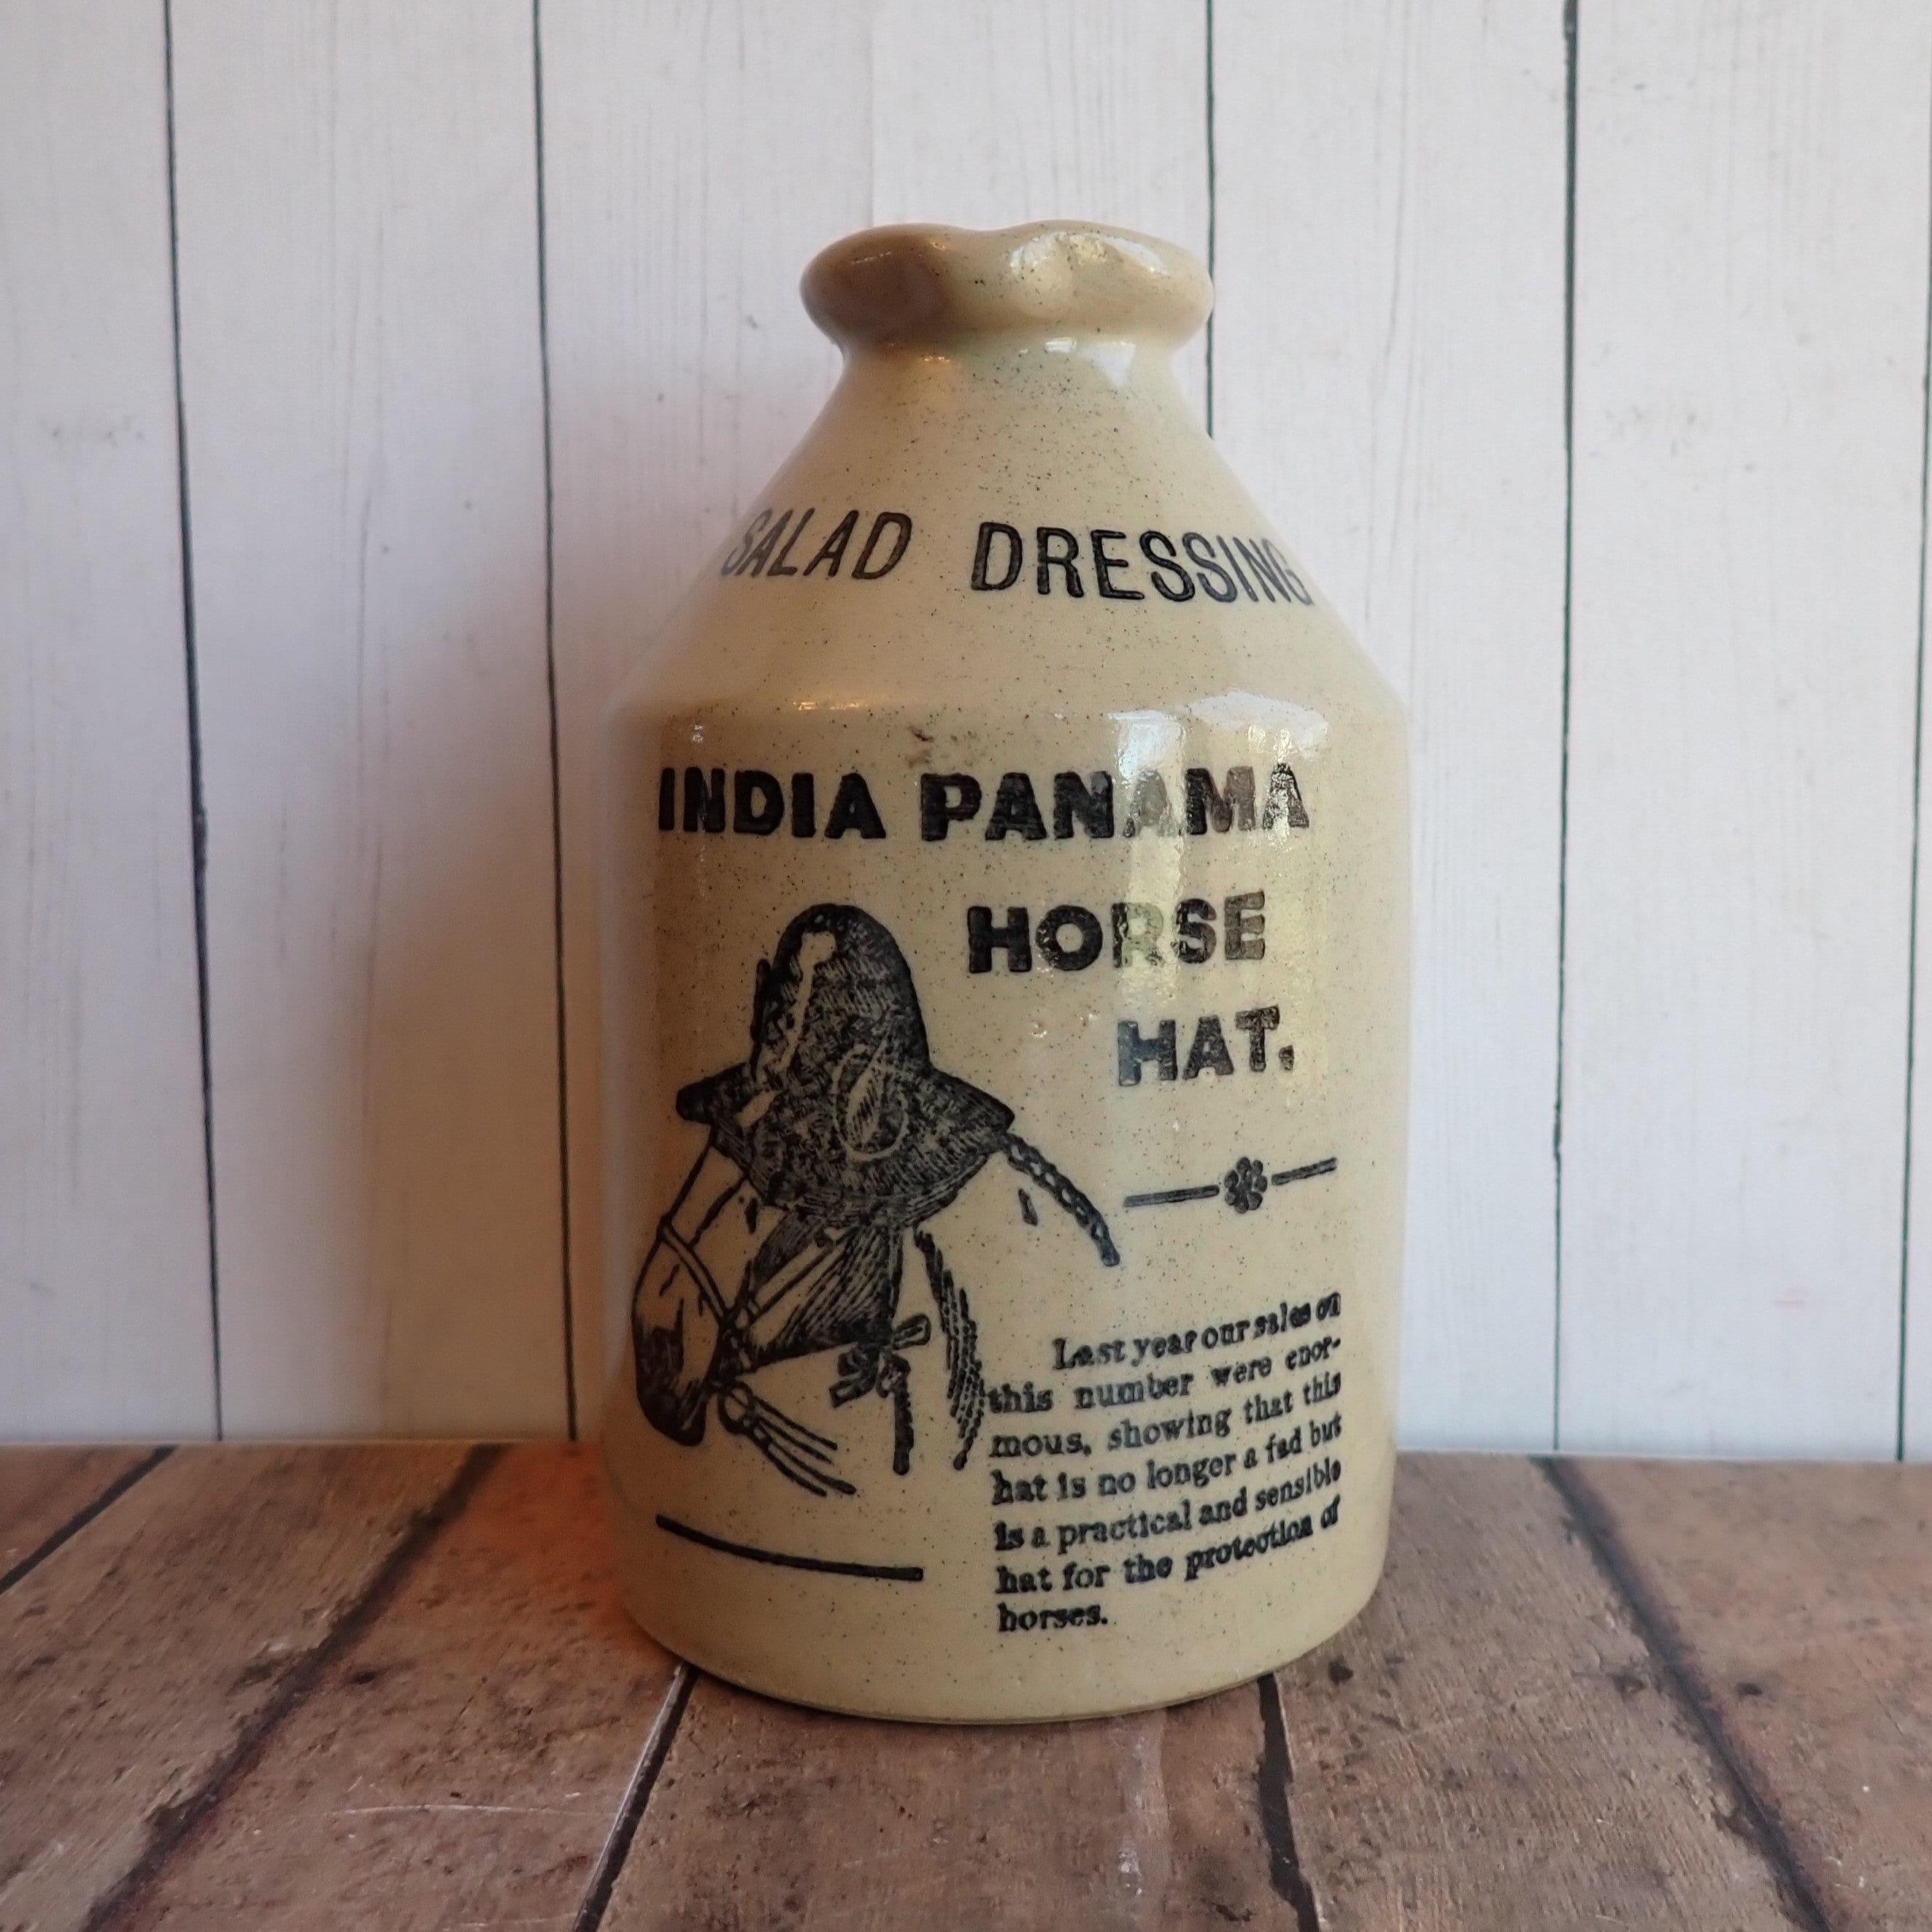 SALAD DRESSING
INDIA PANAMA
HORSE
HAT.
Last year our sales on
this number were enor-
mous, showing that this
hat is no longer a fad but
is a practical and sensible
hat for the protection of
horses.